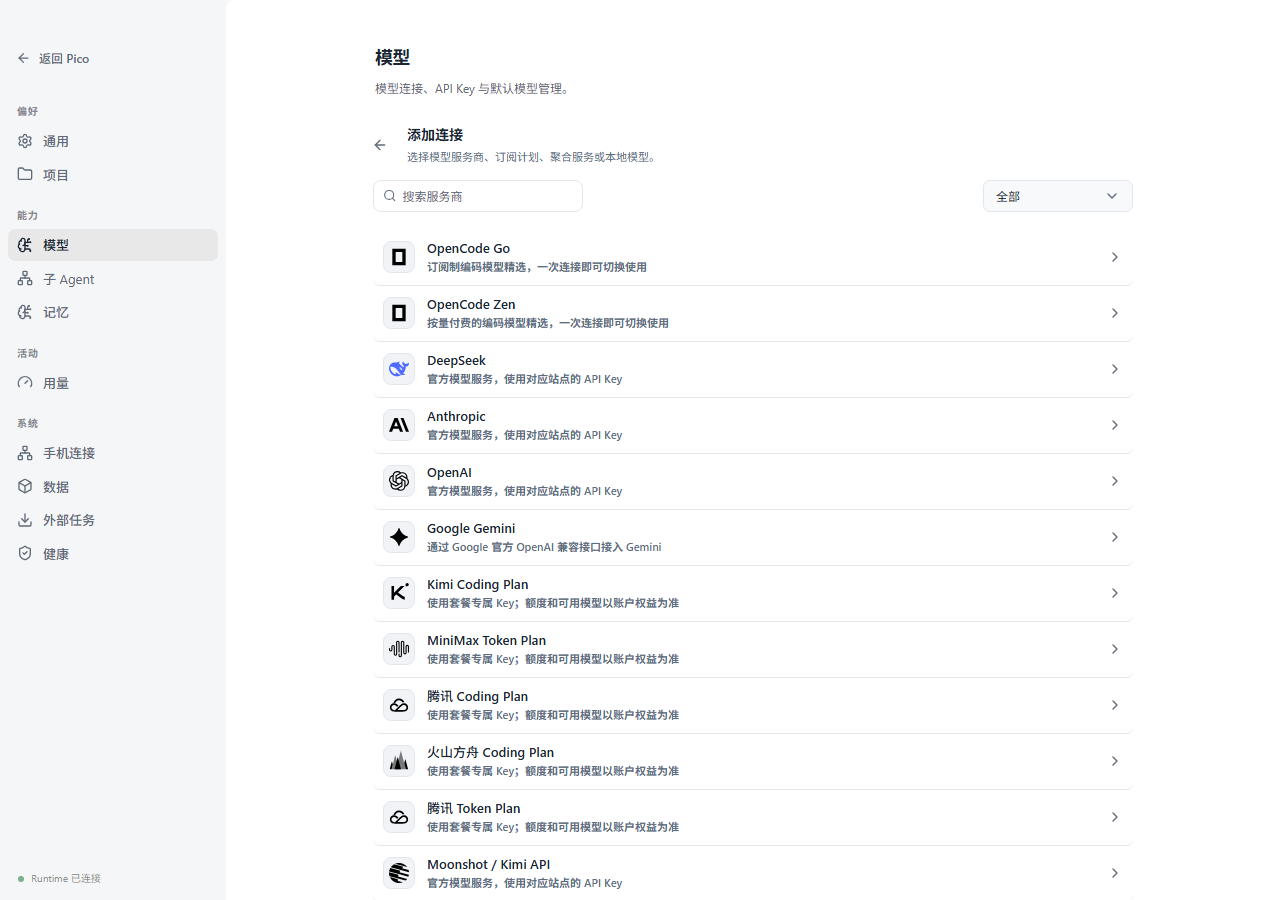 返回 Pico
偏好
通用
项目
能力
模型
子 Agent
记忆
活动
用量
系统
手机连接
数据
外部任务
健康
Runtime 已连接
模型
模型连接、API Key 与默认模型管理。
添加连接
选择模型服务商、订阅计划、聚合服务或本地模型。
搜索服务商
全部
OpenCode Go
订阅制编码模型精选，一次连接即可切换使用
OpenCode Zen
按量付费的编码模型精选，一次连接即可切换使用
DeepSeek
官方模型服务，使用对应站点的 API Key
Anthropic
官方模型服务，使用对应站点的 API Key
OpenAI
官方模型服务，使用对应站点的 API Key
Google Gemini
通过 Google 官方 OpenAI 兼容接口接入 Gemini
Kimi Coding Plan
使用套餐专属 Key；额度和可用模型以账户权益为准
MiniMax Token Plan
使用套餐专属 Key；额度和可用模型以账户权益为准
腾讯 Coding Plan
使用套餐专属 Key；额度和可用模型以账户权益为准
火山方舟 Coding Plan
使用套餐专属 Key；额度和可用模型以账户权益为准
腾讯 Token Plan
使用套餐专属 Key；额度和可用模型以账户权益为准
Moonshot / Kimi API
官方模型服务，使用对应站点的 API Key